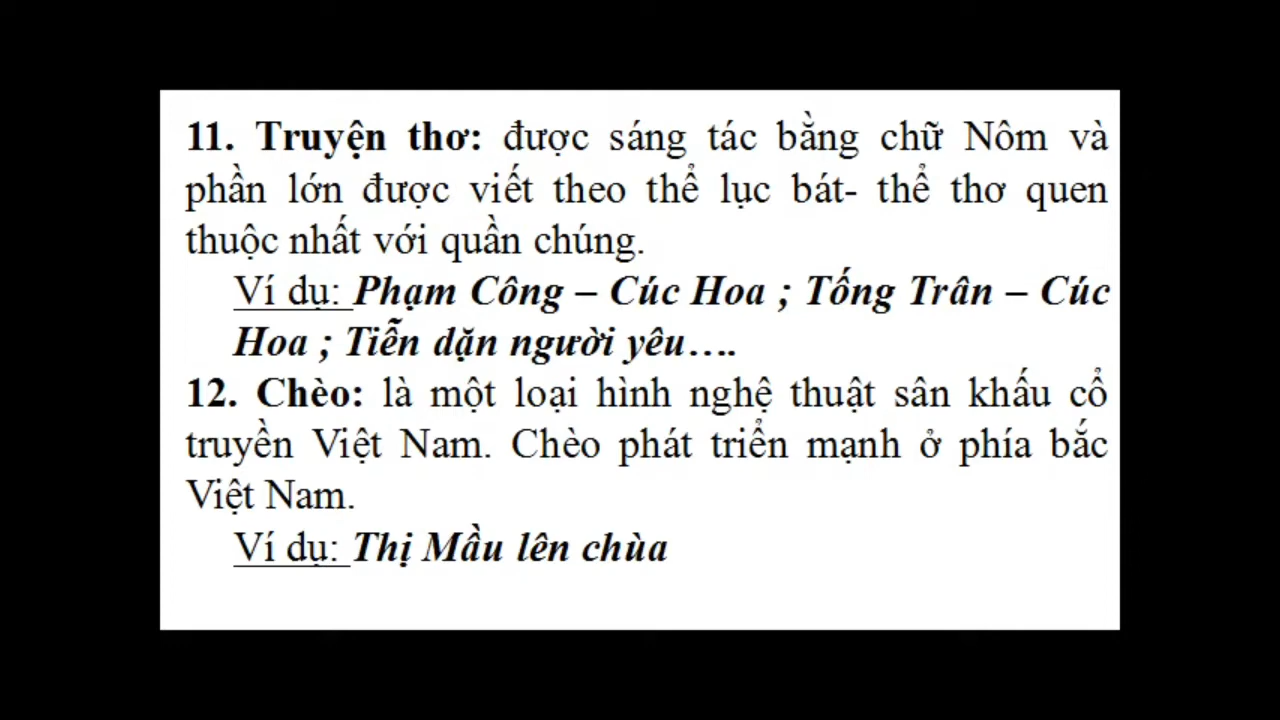 11. Truyện thơ: được sáng tác bằng chữ Nôm và
phần lớn được viết theo thể lục bát- thể thơ quen
thuộc nhất với quần chúng.
Ví dụ: Phạm Công – Cúc Hoa ; Tống Trân – Cúc
Hoa ; Tiễn dặn người yêu….
12. Chèo: là một loại hình nghệ thuật sân khấu cổ
truyền Việt Nam. Chèo phát triển mạnh ở phía bắc
Việt Nam.
Ví dụ: Thị Mầu lên chùa